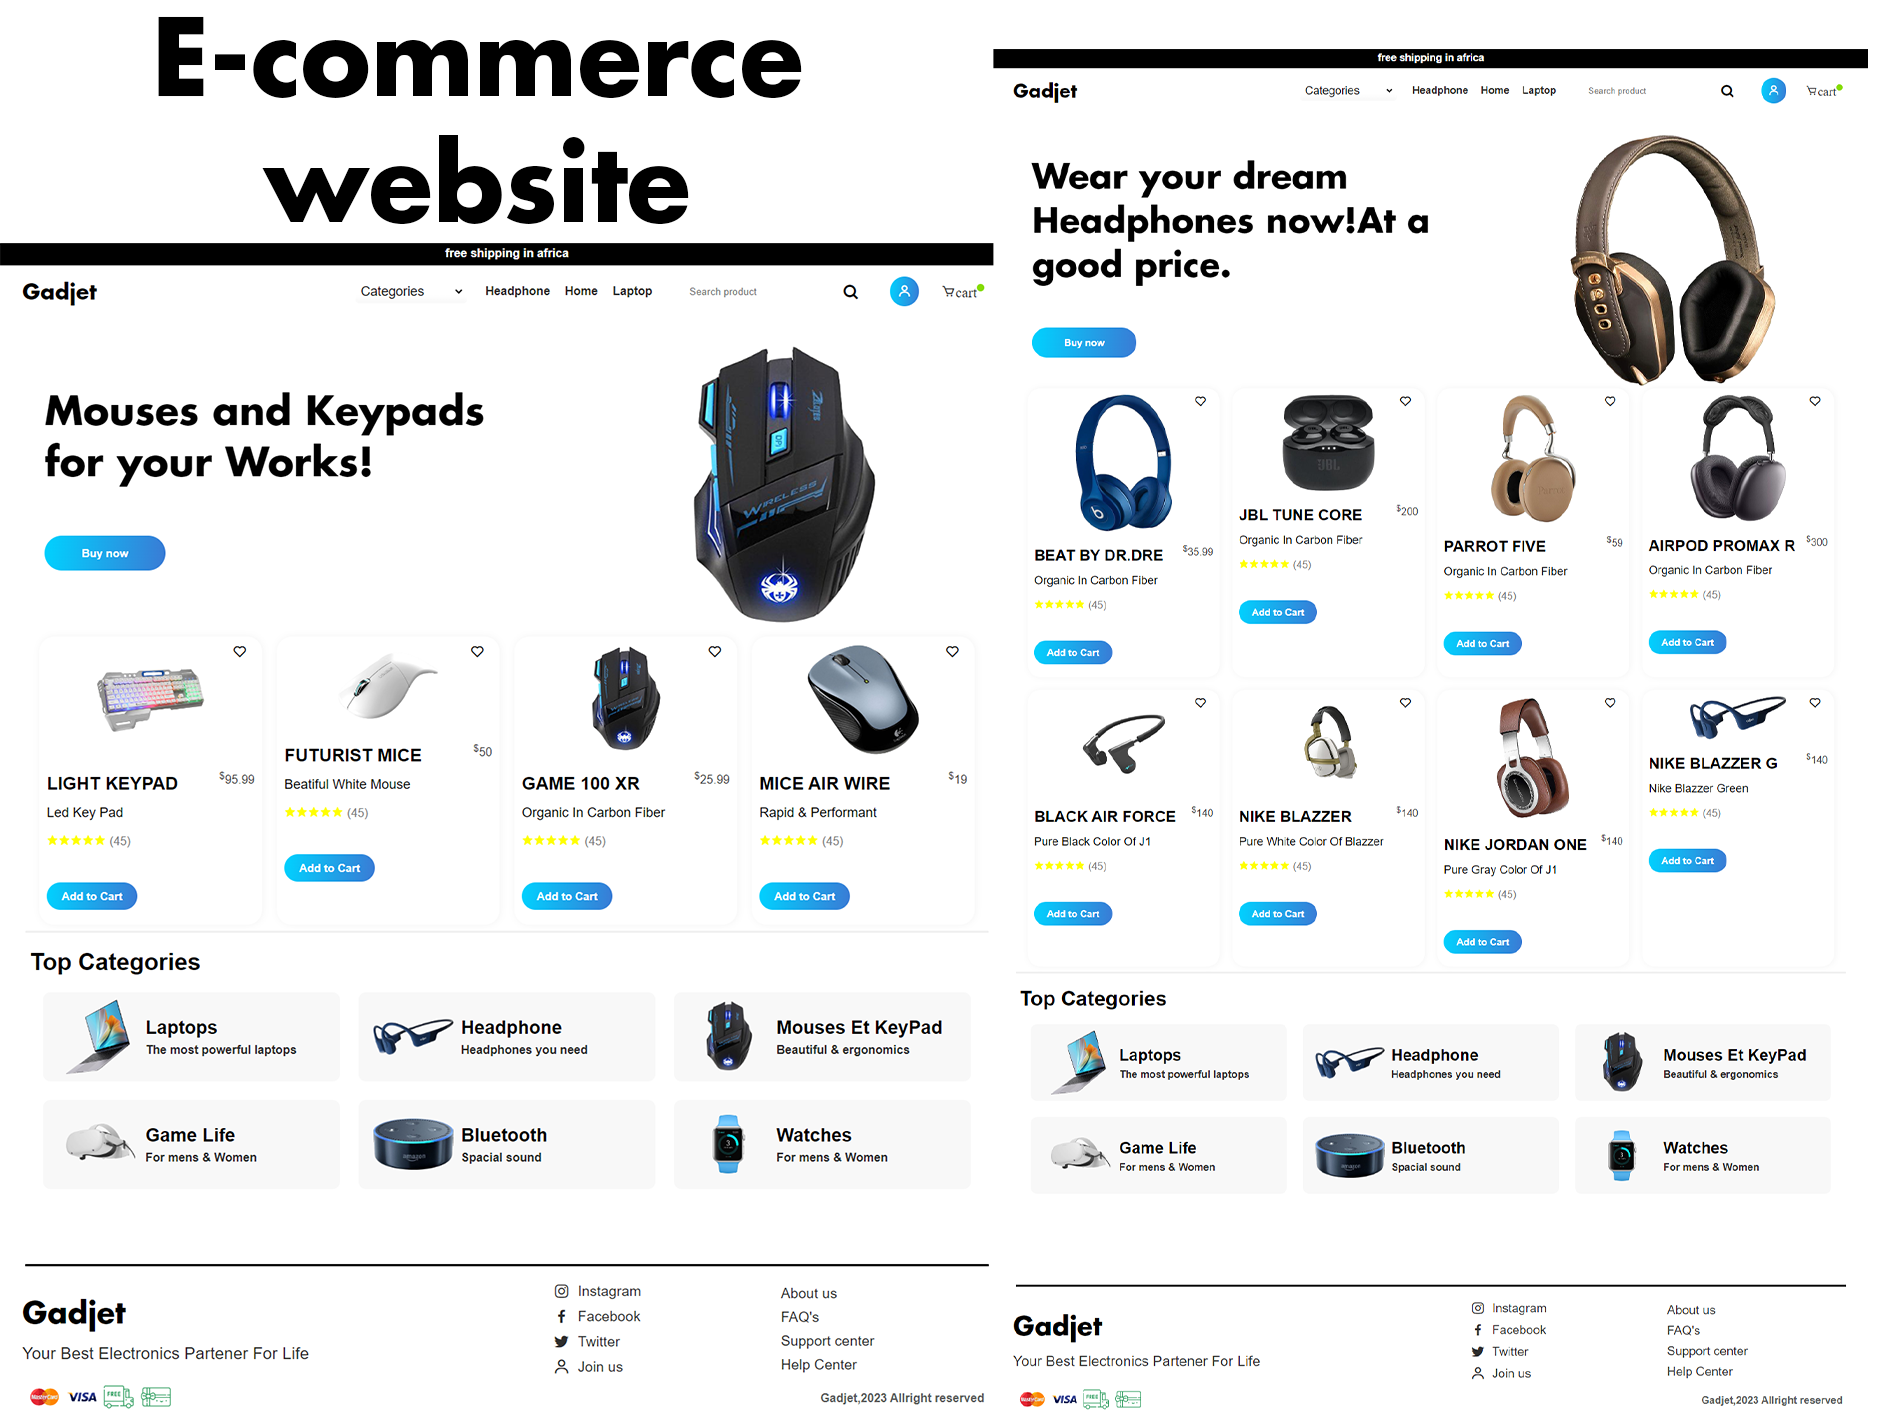 E-commerce
website
free shipping in africa
Gadjet
Categories
Headphone
Home
Laptop
Search product
cart
Mouses and Keypads
for your Works!
Buy now
WIRELESS
DPI
LIGHT KEYPAD
$95.99
Led Key Pad
(45)
Add to Cart
FUTURIST MICE
$50
Beatiful White Mouse
(45)
Add to Cart
GAME 100 XR
$25.99
Organic In Carbon Fiber
(45)
Add to Cart
MICE AIR WIRE
$19
Rapid & Performant
(45)
Add to Cart
Top Categories
Laptops
The most powerful laptops
Headphone
Headphones you need
Mouses Et KeyPad
Beautiful & ergonomics
Game Life
For mens & Women
amazon
Bluetooth
Spacial sound
Watches
For mens & Women
Gadjet
Your Best Electronics Partener For Life
MasterCard
VISA
FREE
Instagram
Facebook
Twitter
Join us
About us
FAQ's
Support center
Help Center
Gadjet,2023 Allright reserved
free shipping in africa
Gadjet
Categories
Headphone
Home
Laptop
Search product
cart
Wear your dream
Headphones now!At a
good price.
Buy now
BEAT BY DR.DRE
$35.99
Organic In Carbon Fiber
(45)
Add to Cart
JBL
JBL TUNE CORE
$200
Organic In Carbon Fiber
(45)
Add to Cart
Parrot
PARROT FIVE
$59
Organic In Carbon Fiber
(45)
Add to Cart
AIRPOD PROMAX R
$300
Organic In Carbon Fiber
(45)
Add to Cart
BLACK AIR FORCE
$140
Pure Black Color Of J1
(45)
Add to Cart
NIKE BLAZZER
$140
Pure White Color Of Blazzer
(45)
Add to Cart
NIKE JORDAN ONE
$140
Pure Gray Color Of J1
(45)
Add to Cart
NIKE BLAZZER G
$140
Nike Blazzer Green
(45)
Add to Cart
Top Categories
Laptops
The most powerful laptops
Headphone
Headphones you need
Mouses Et KeyPad
Beautiful & ergonomics
Game Life
For mens & Women
amazon
Bluetooth
Spacial sound
Watches
For mens & Women
Gadjet
Your Best Electronics Partener For Life
MasterCard
VISA
FREE
Instagram
Facebook
Twitter
Join us
About us
FAQ's
Support center
Help Center
Gadjet,2023 Allright reserved